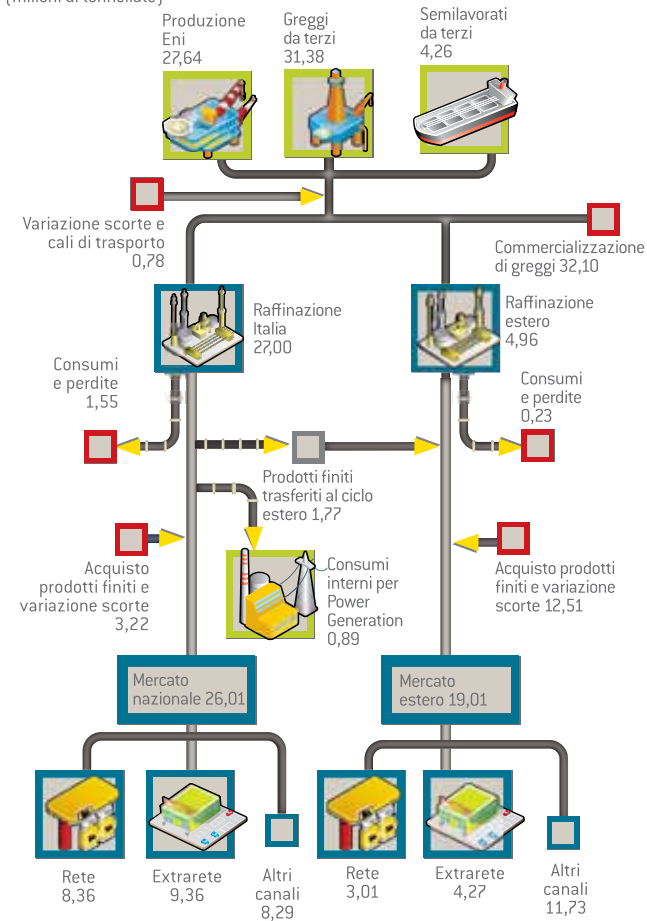 (milioni di tonnellate)
Produzione
Eni
27,64
Greggi
da terzi
31,38
Semilavorati
da terzi
4,26
Variazione scorte e
cali di trasporto
0,78
Commercializzazione
di greggi 32,10
Raffinazione
Italia
27,00
Raffinazione
estero
4,96
Consumi
e perdite
1,55
Consumi
e perdite
0,23
Prodotti finiti
trasferiti al ciclo
estero 1,77
Acquisto
prodotti finiti e
variazione scorte
3,22
Consumi
interni per
Power
Generation
0,89
Acquisto prodotti
finiti e variazione
scorte 12,51
Mercato
nazionale 26,01
Mercato
estero 19,01
Rete
8,36
Extrarete
9,36
Altri
canali
8,29
Rete
3,01
Extrarete
4,27
Altri
canali
11,73